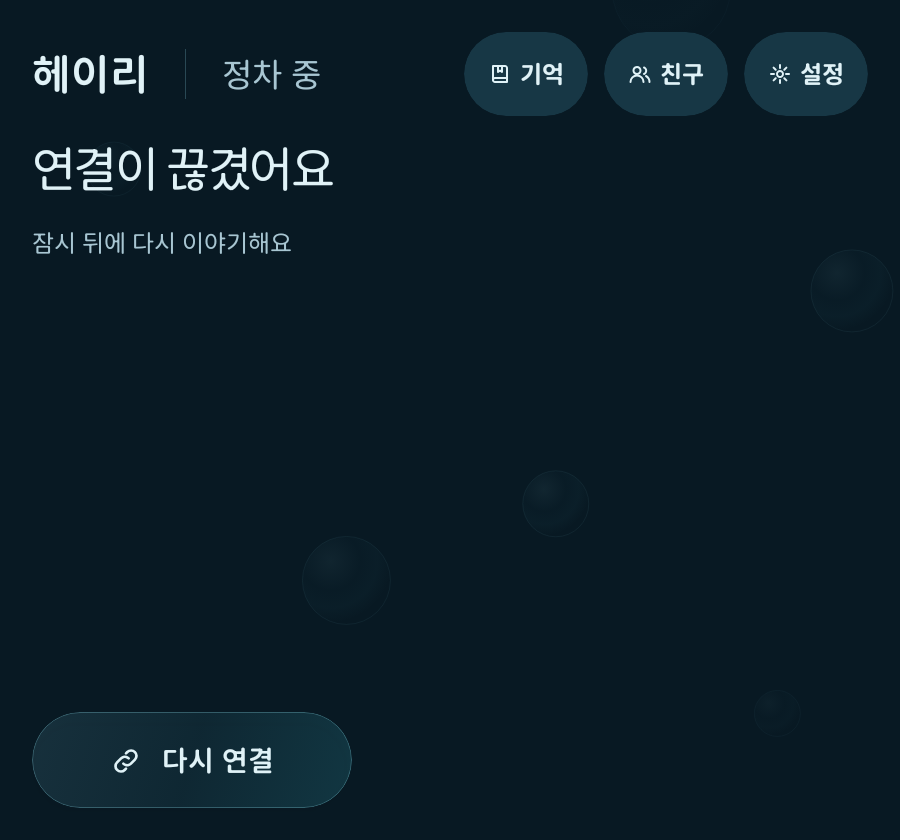 헤이리
정차 중
기억
친구
설정
연결이 끊겼어요
잠시 뒤에 다시 이야기해요
다시 연결